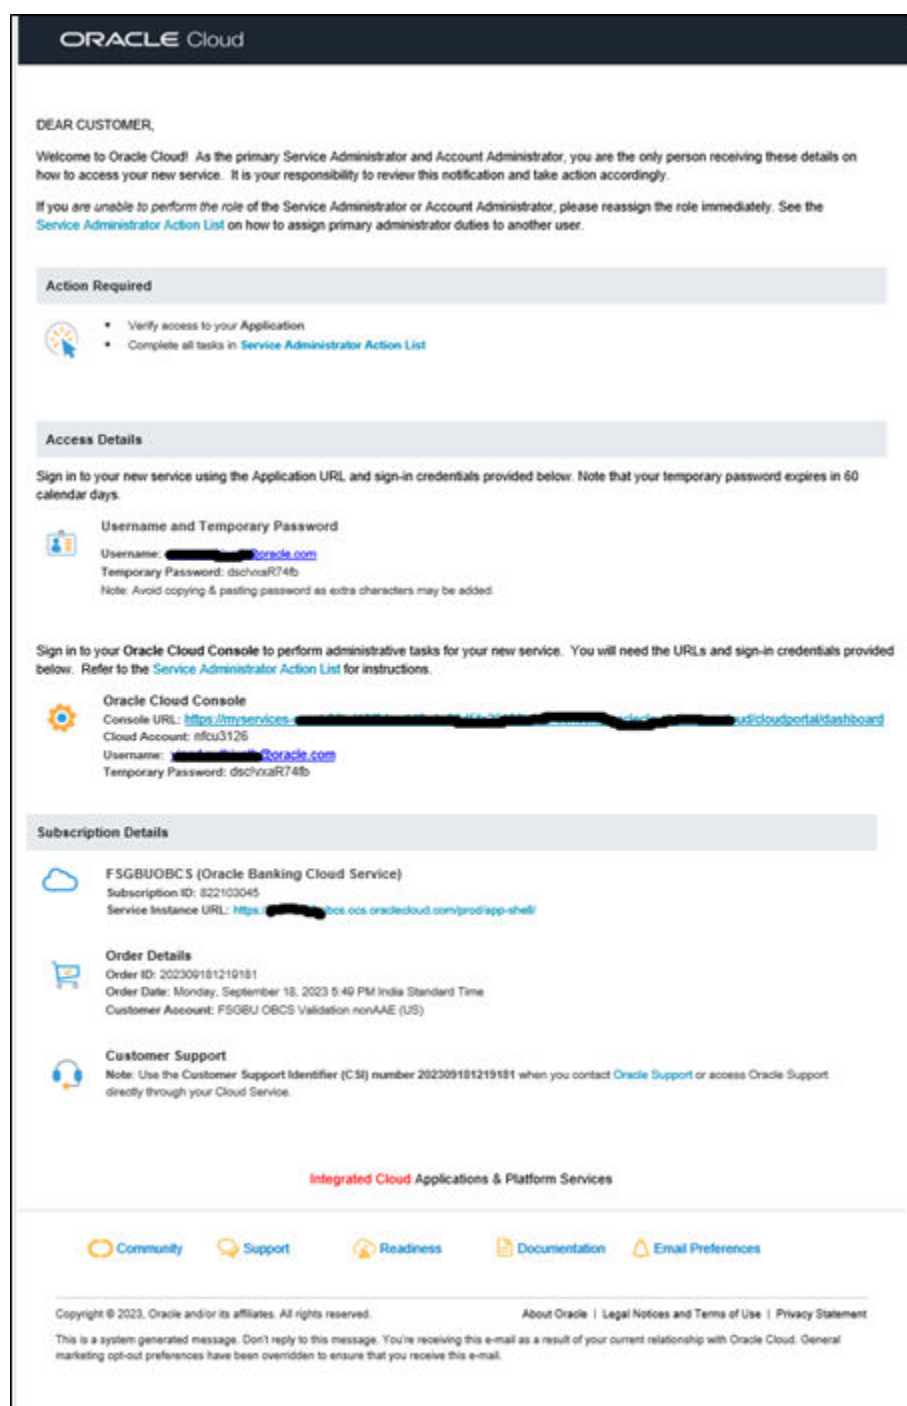 ORACLE Cloud
DEAR CUSTOMER,
Welcome to Oracle Cloud! As the primary Service Administrator and Account Administrator, you are the only person receiving these details on
how to access your new service. It is your responsibility to review this notification and take action accordingly.
If you are unable to perform the role of the Service Administrator or Account Administrator, please reassign the role immediately. See the
Service Administrator Action List on how to assign primary administrator duties to another user.
Action Required
• Verify access to your Application
• Complete all tasks in Service Administrator Action List
Access Details
Sign in to your new service using the Application URL and sign-in credentials provided below. Note that your temporary password expires in 60
calendar days.
Username and Temporary Password
Username: @oracle.com
Temporary Password:
Note: Avoid copying & pasting password as extra characters may be added.
Sign in to your Oracle Cloud Console to perform administrative tasks for your new service. You will need the URLs and sign-in credentials provided
below. Refer to the Service Administrator Action List for instructions.
Oracle Cloud Console
Console URL: https://myservices- ud/cloudportal/dashboard
Cloud Account: nfcu3126
Username: @oracle.com
Temporary Password:
Subscription Details
FSGBUOBCS (Oracle Banking Cloud Service)
Subscription ID: 822103045
Service Instance URL: https:/ obcs.ocs.oraclecloud.com/prod/app-shell/
Order Details
Order ID: 202309181219181
Order Date: Monday, September 18, 2023 5:49 PM India Standard Time
Customer Account: FSGBU OBCS Validation nonAAE (US)
Customer Support
Note: Use the Customer Support Identifier (CSI) number 202309181219181 when you contact Oracle Support or access Oracle Support
directly through your Cloud Service.
Integrated Cloud Applications & Platform Services
Community Support Readiness Documentation Email Preferences
Copyright © 2023, Oracle and/or its affiliates. All rights reserved. About Oracle | Legal Notices and Terms of Use | Privacy Statement
This is a system generated message. Don't reply to this message. You're receiving this e-mail as a result of your current relationship with Oracle Cloud. General
marketing opt-out preferences have been overridden to ensure that you receive this e-mail.